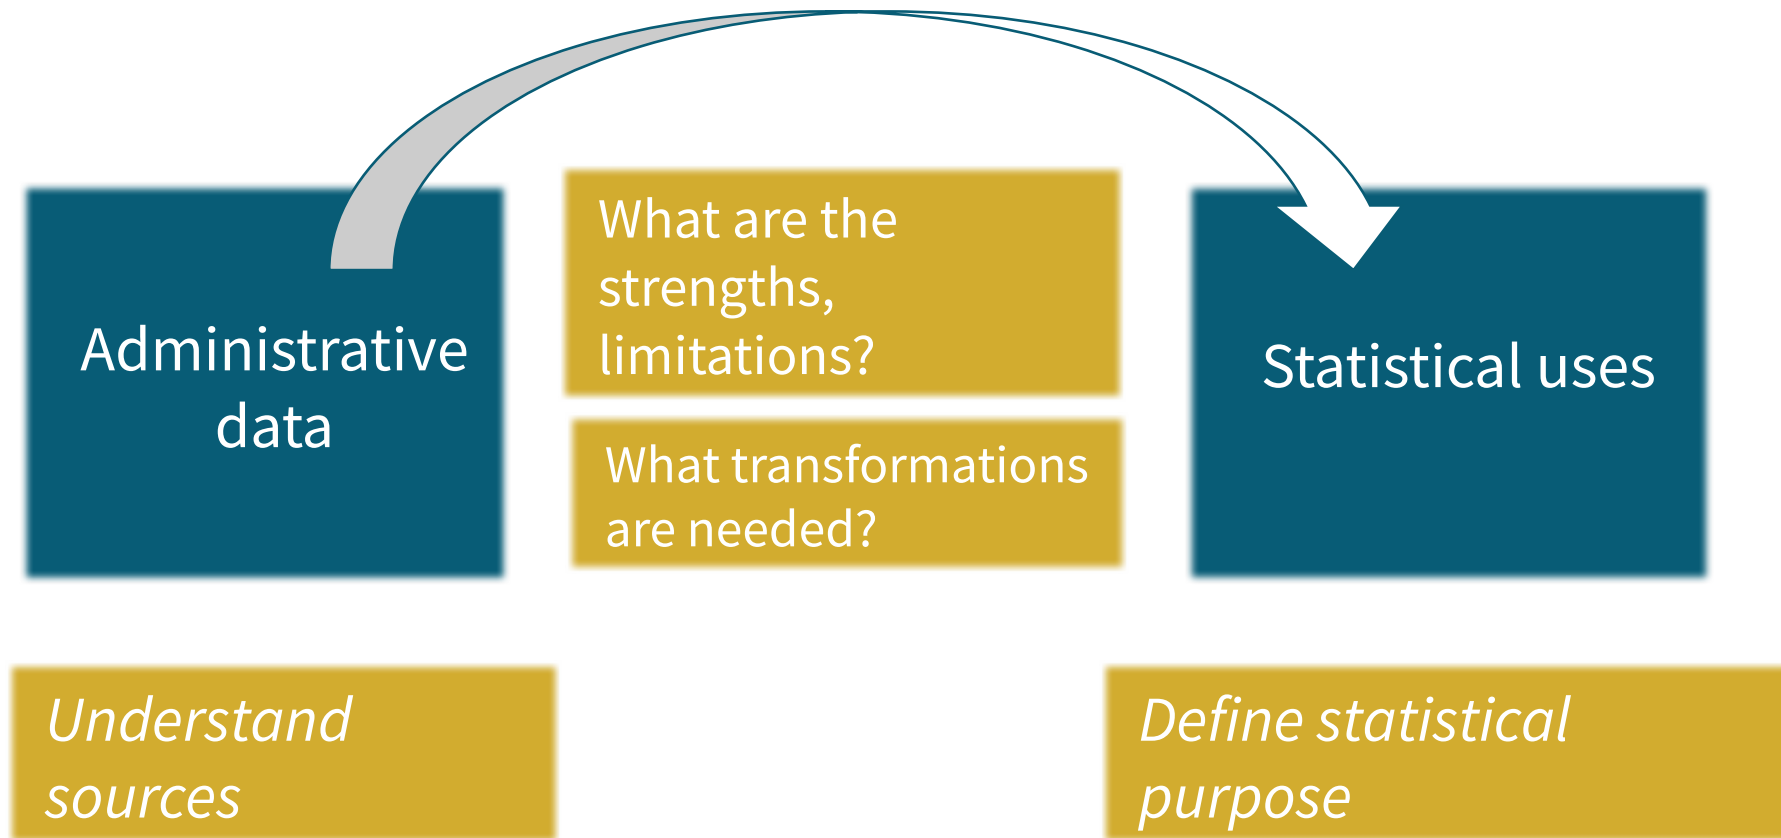 Administrative
data
What are the
strengths,
limitations?
What transformations
are needed?
Statistical uses
Understand
sources
Define statistical
purpose